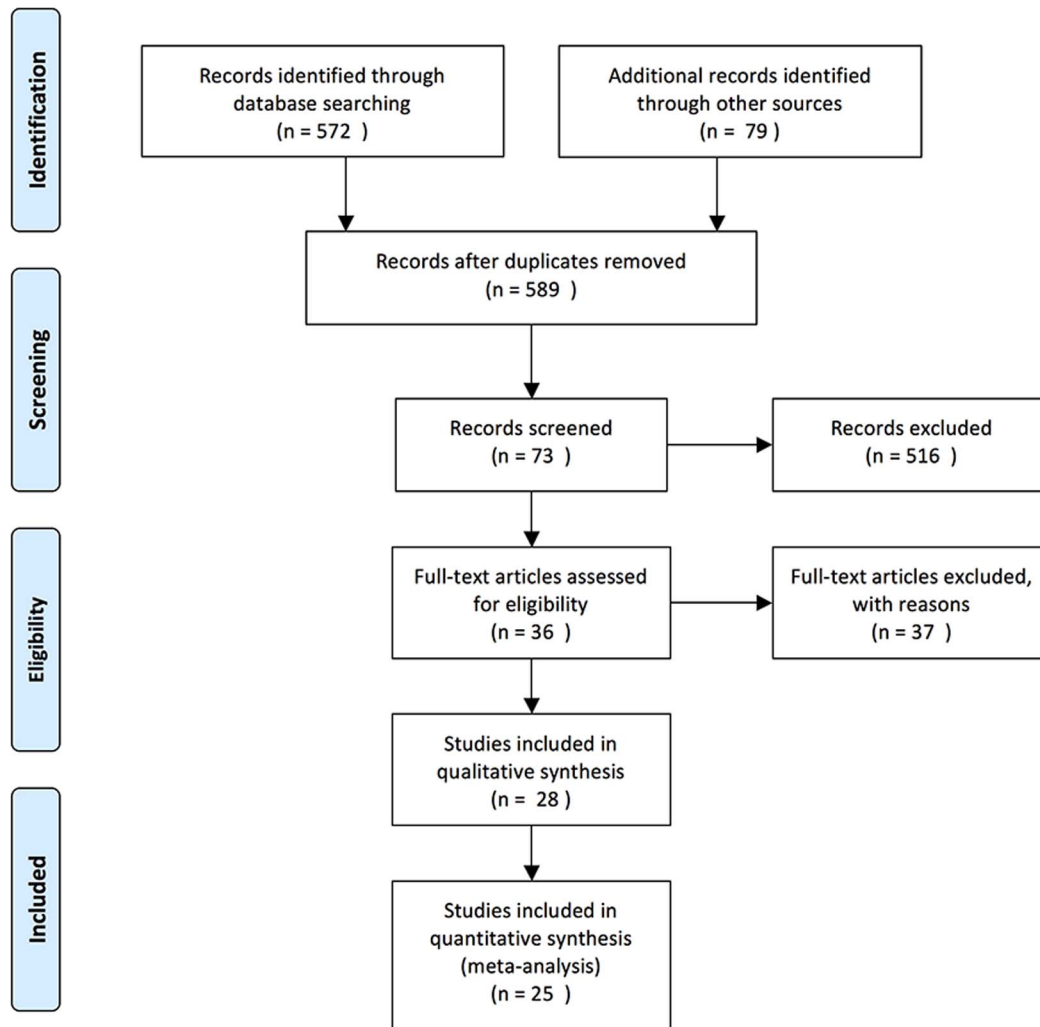 Identification
Records identified through
database searching
(n = 572 )
Additional records identified
through other sources
(n = 79 )
Records after duplicates removed
(n = 589 )
Screening
Records screened
(n = 73 )
Records excluded
(n = 516 )
Eligibility
Full-text articles assessed
for eligibility
(n = 36 )
Full-text articles excluded,
with reasons
(n = 37 )
Studies included in
qualitative synthesis
(n = 28 )
Included
Studies included in
quantitative synthesis
(meta-analysis)
(n = 25 )